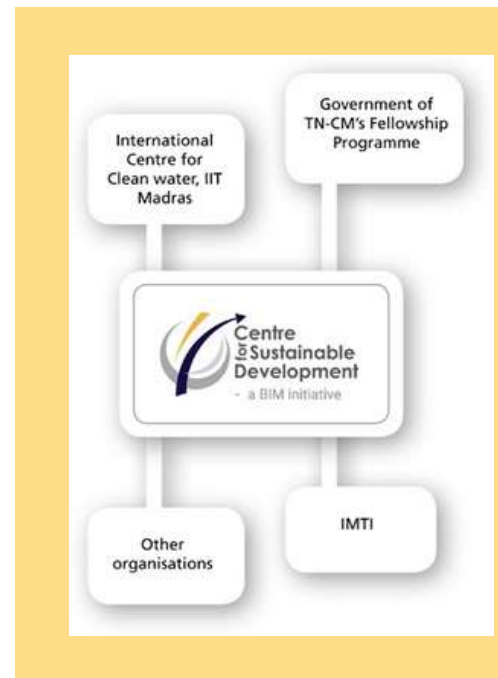 International
Centre for
Clean water, IIT
Madras
Government of
TN-CM's Fellowship
Programme
Centre
for Sustainable
Development
- a BIM initiative
Other
organisations
IMTI